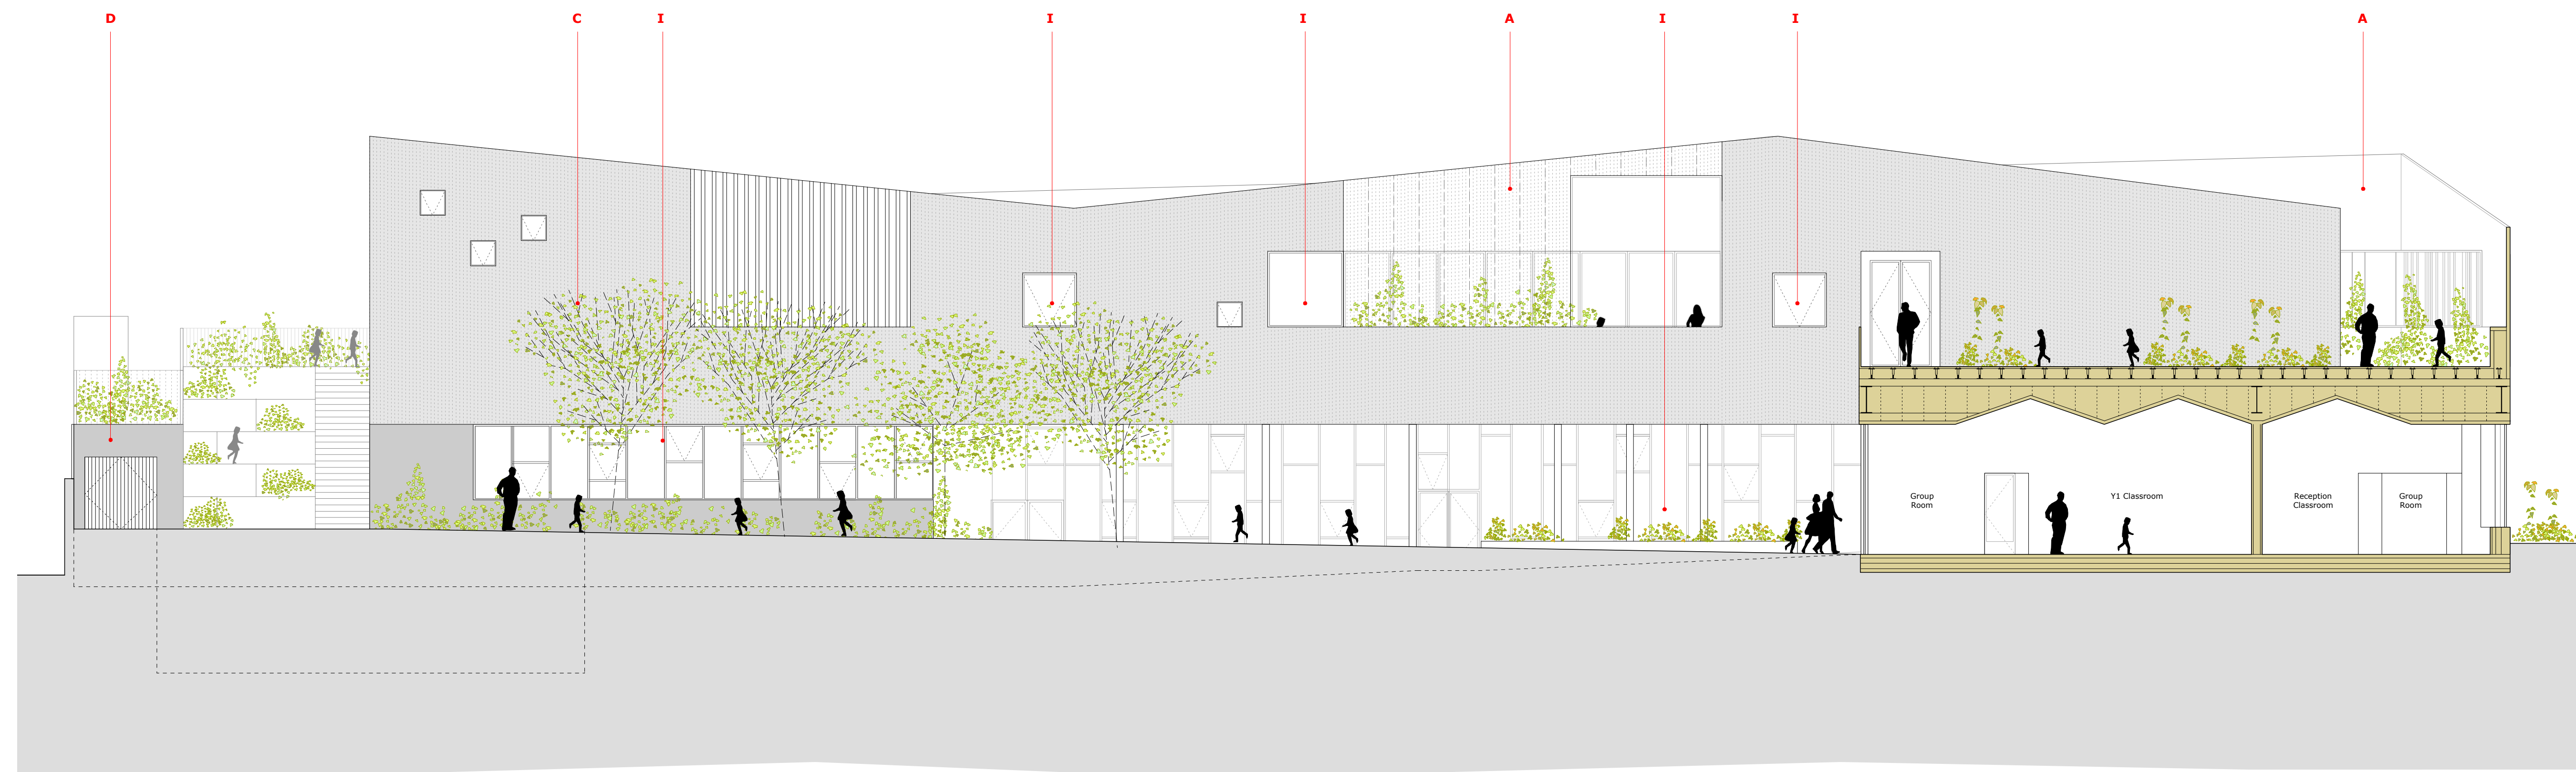 D C I I I A I I A
Group
Room
Y1 Classroom
Reception
Classroom
Group
Room